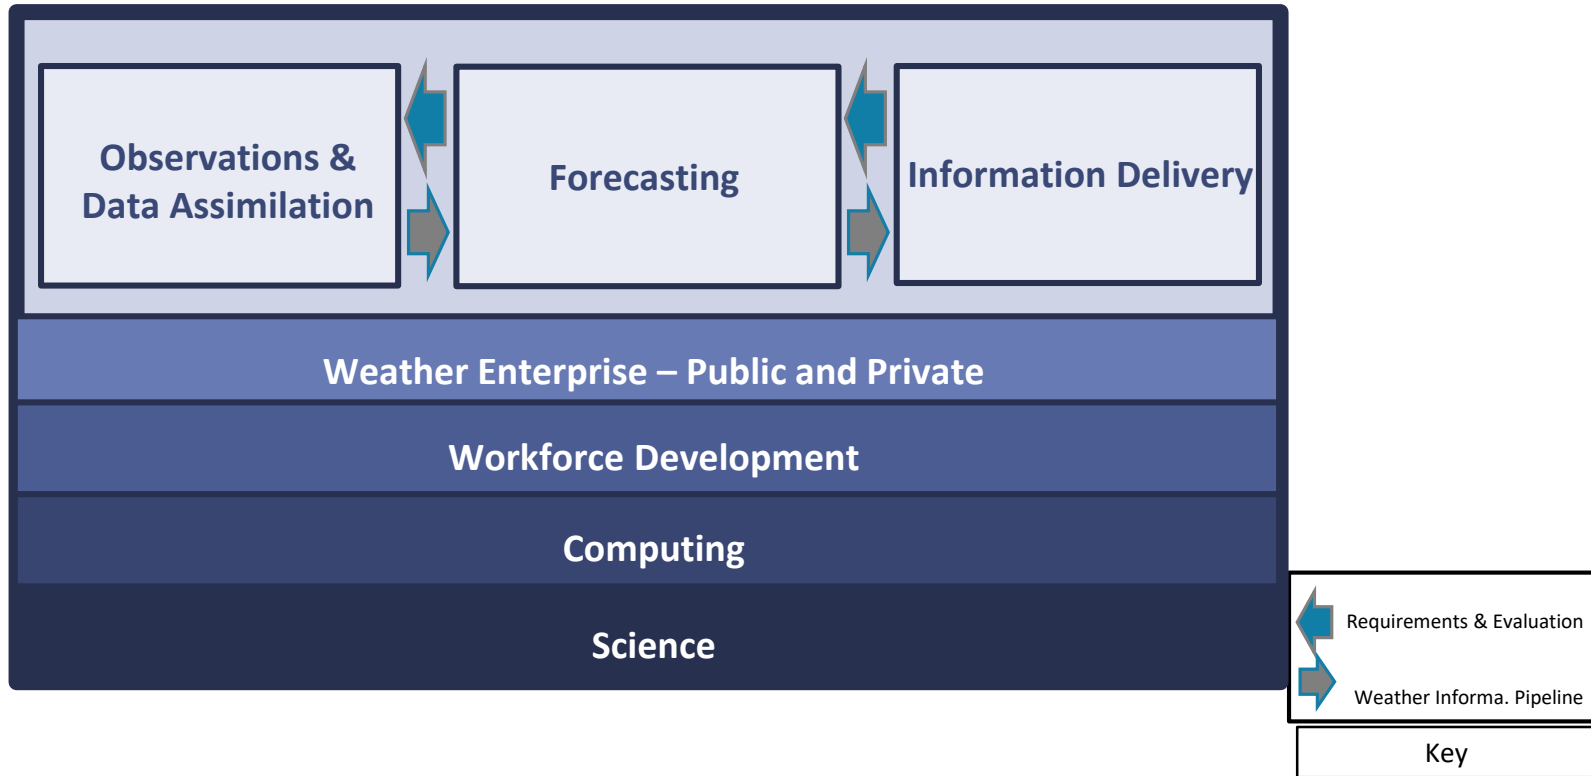 Observations &
Data Assimilation
Forecasting
Information Delivery
Weather Enterprise – Public and Private
Workforce Development
Computing
Science
Requirements & Evaluation
Weather Informa. Pipeline
Key